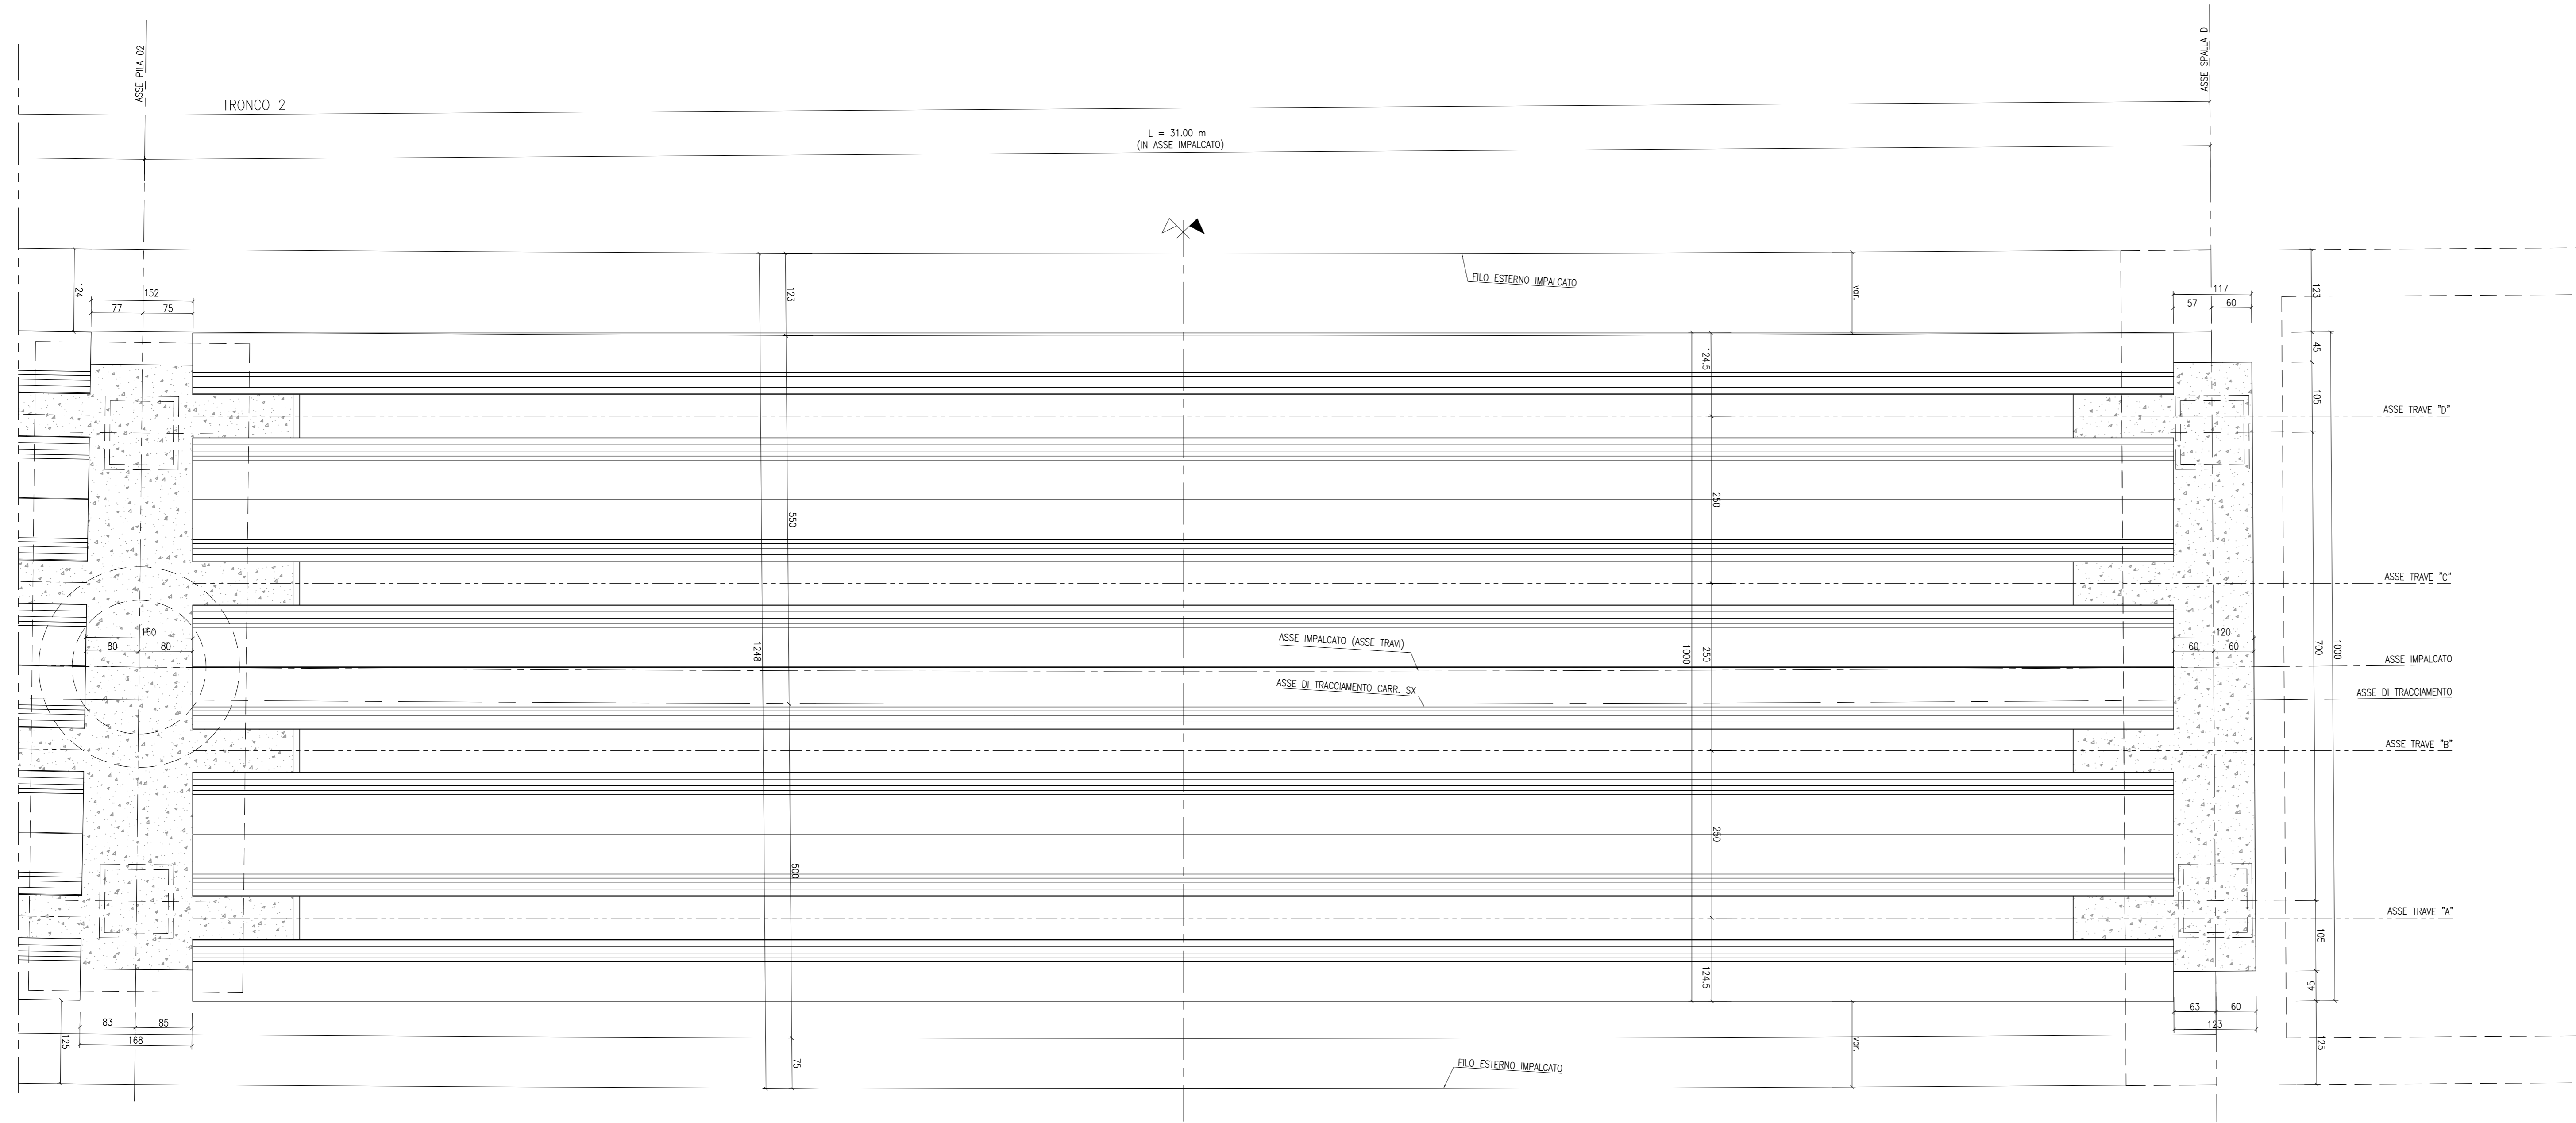 ASSE PILA 02
ASSE SPALLA D
TRONCO 2
L = 31.00 m
(IN ASSE IMPALCATO)
FILO ESTERNO IMPALCATO
124
152
77
75
123
var.
117
57
60
123
45
124.5
105
ASSE TRAVE "D"
250
550
ASSE TRAVE "C"
160
80
80
1248
ASSE IMPALCATO (ASSE TRAVI)
1000
250
120
60
60
700
1000
ASSE IMPALCATO
ASSE DI TRACCIAMENTO CARR. SX
ASSE DI TRACCIAMENTO
ASSE TRAVE "B"
250
500
ASSE TRAVE "A"
105
124.5
45
83
85
168
125
63
60
123
var.
125
75
FILO ESTERNO IMPALCATO